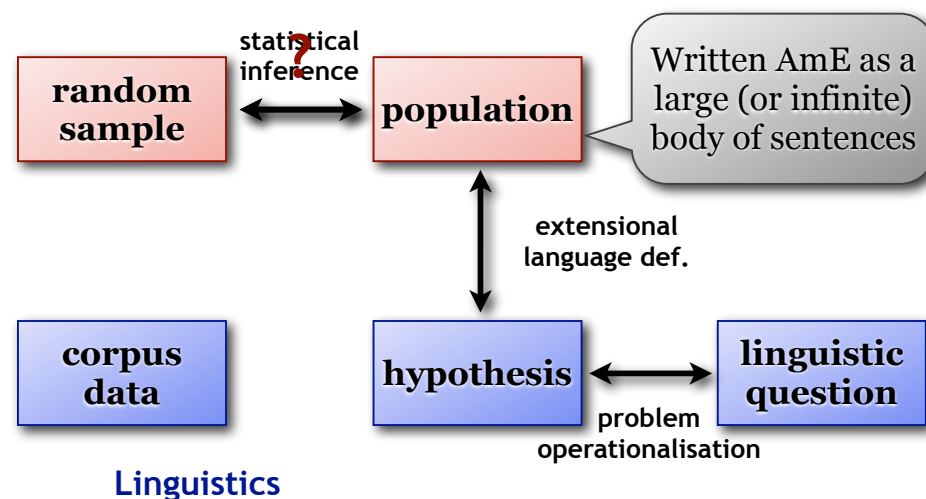 statistical
inference
?
random
sample
population
Written AmE as a
large (or infinite)
body of sentences
extensional
language def.
corpus
data
hypothesis
linguistic
question
problem
operationalisation
Linguistics